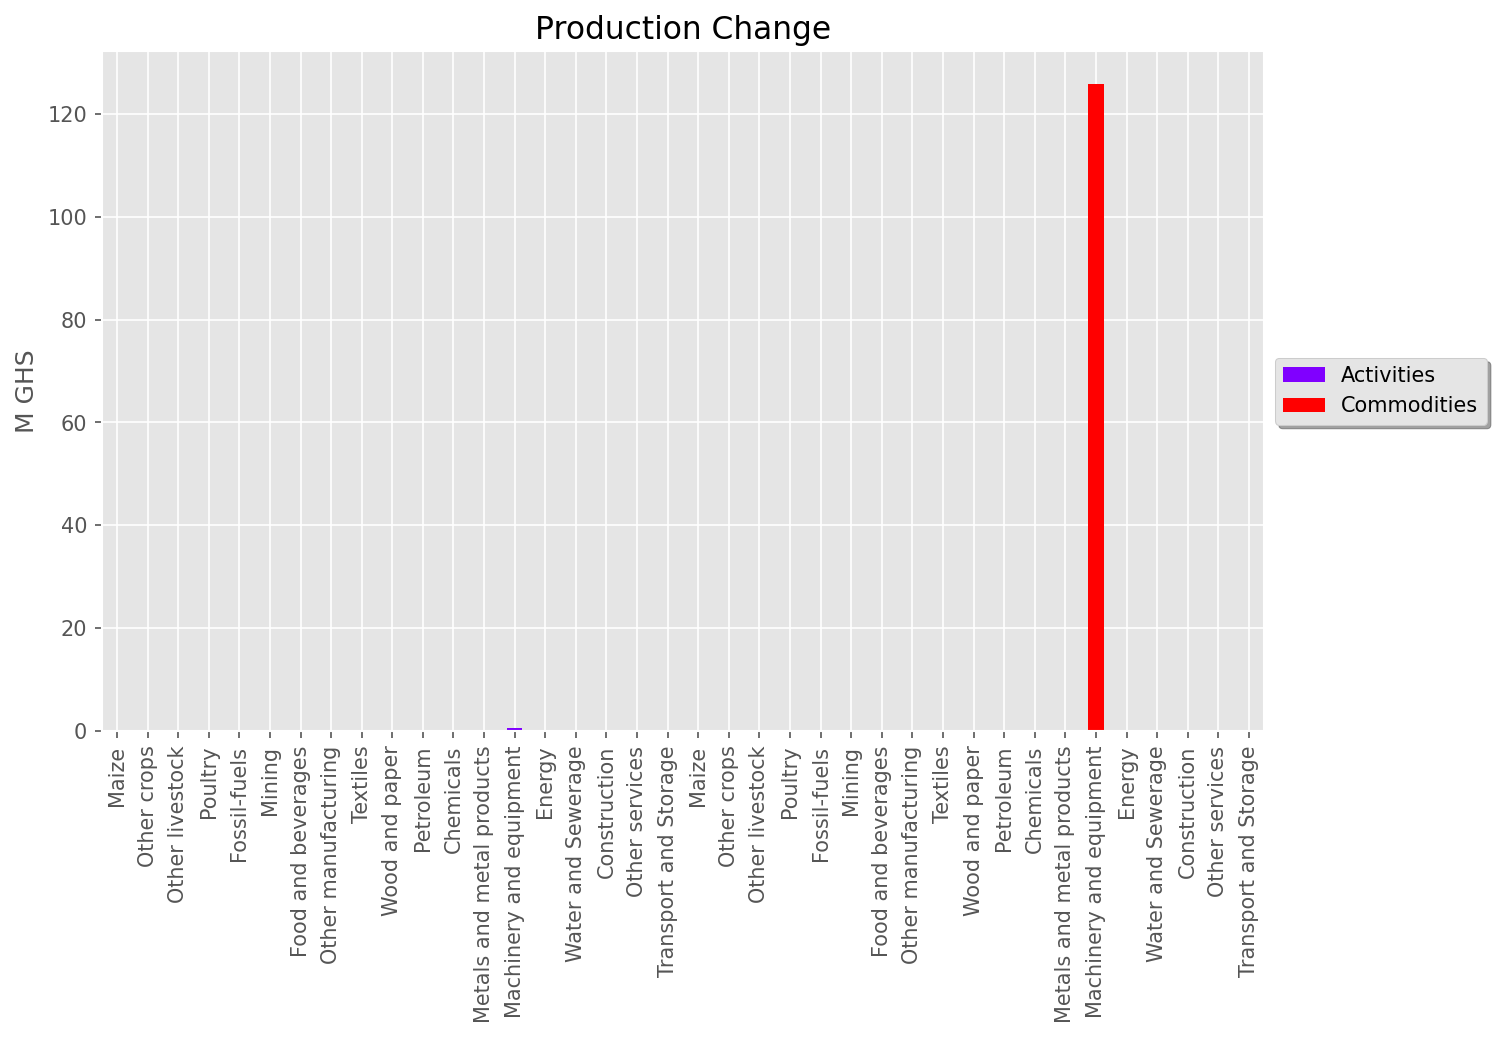 Production Change
120
100
80
60
40
20
0
M GHS
Activities
Commodities
Maize
Other crops
Other livestock
Poultry
Fossil-fuels
Mining
Food and beverages
Other manufacturing
Textiles
Wood and paper
Petroleum
Chemicals
Metals and metal products
Machinery and equipment
Energy
Water and Sewerage
Construction
Other services
Transport and Storage
Maize
Other crops
Other livestock
Poultry
Fossil-fuels
Mining
Food and beverages
Other manufacturing
Textiles
Wood and paper
Petroleum
Chemicals
Metals and metal products
Machinery and equipment
Energy
Water and Sewerage
Construction
Other services
Transport and Storage